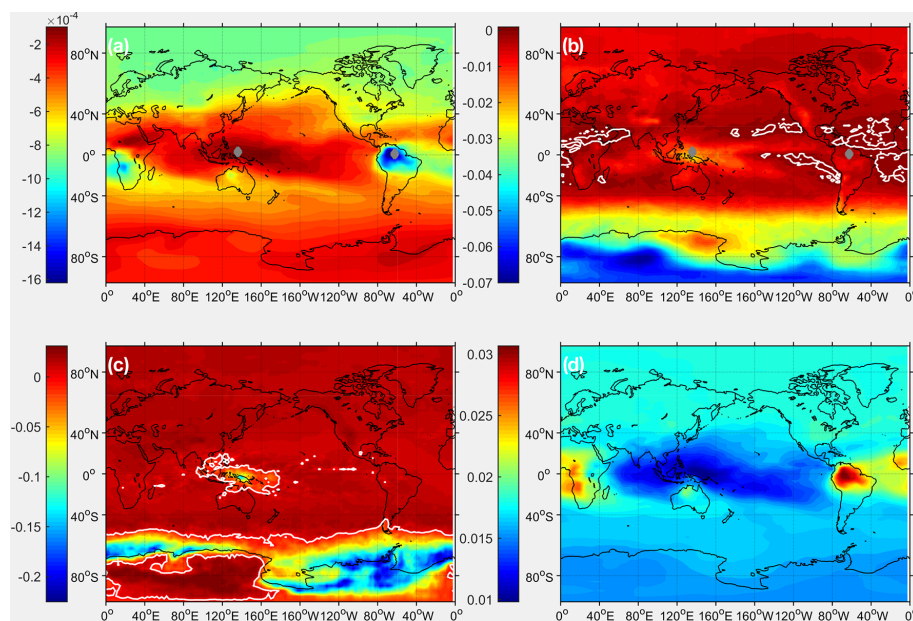 ×10⁻⁴
-2
-4
-6
-8
-10
-12
-14
-16
(a)
80°N
40°N
0°
40°S
80°S
0° 40°E 80°E 120°E 160°E 160°W 120°W 80°W 40°W 0°
0
-0.01
-0.02
-0.03
-0.04
-0.05
-0.06
-0.07
(b)
80°N
40°N
0°
40°S
80°S
0° 40°E 80°E 120°E 160°E 160°W 120°W 80°W 40°W 0°
0
-0.05
-0.1
-0.15
-0.2
(c)
80°N
40°N
0°
40°S
80°S
0° 40°E 80°E 120°E 160°E 160°W 120°W 80°W 40°W 0°
0.03
0.025
0.02
0.015
0.01
(d)
80°N
40°N
0°
40°S
80°S
0° 40°E 80°E 120°E 160°E 160°W 120°W 80°W 40°W 0°